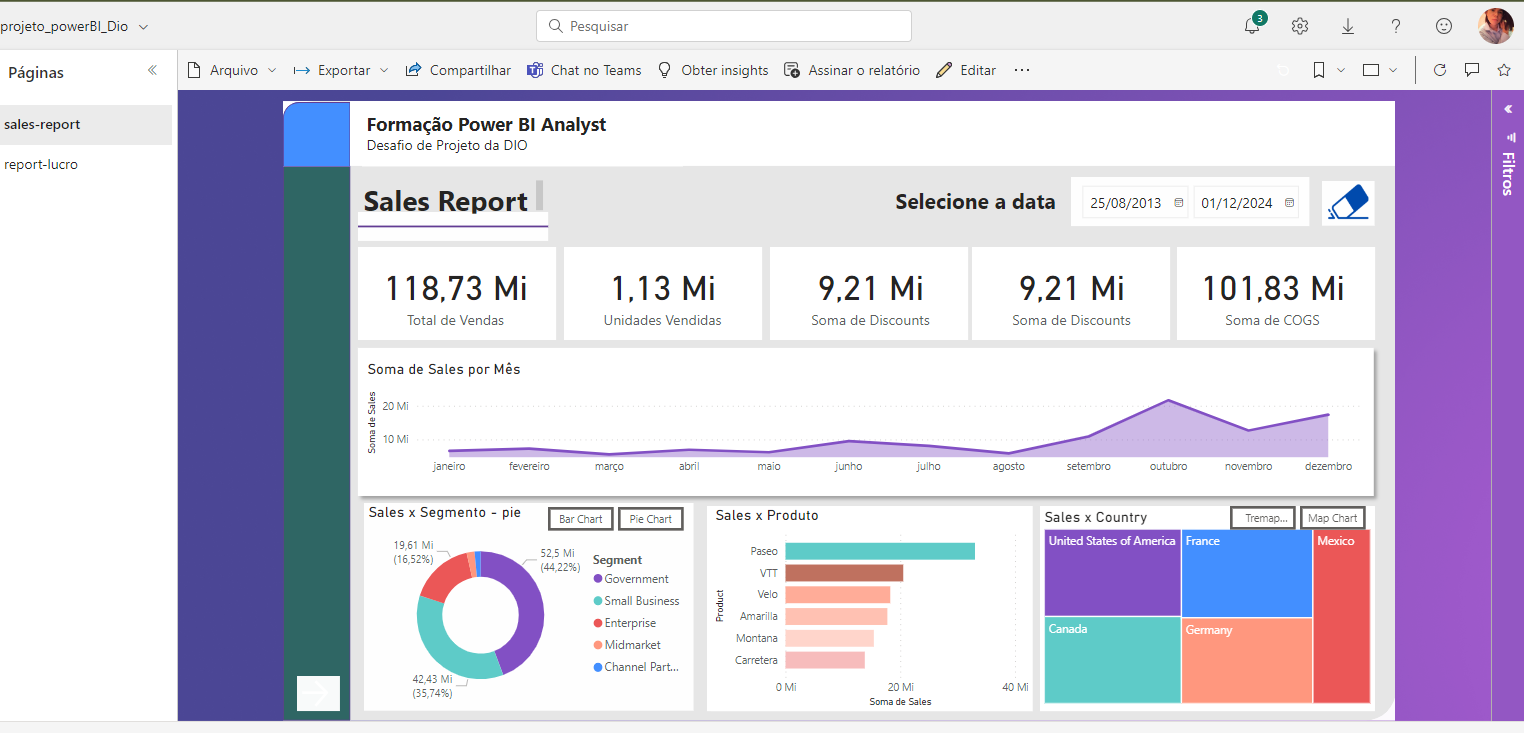 projeto_powerBI_Dio
Pesquisar
3
Páginas
Arquivo
Exportar
Compartilhar
Chat no Teams
Obter insights
Assinar o relatório
Editar
sales-report
report-lucro
Formação Power BI Analyst
Desafio de Projeto da DIO
Filtros
Sales Report
Selecione a data
25/08/2013
01/12/2024
118,73 Mi
Total de Vendas
1,13 Mi
Unidades Vendidas
9,21 Mi
Soma de Discounts
9,21 Mi
Soma de Discounts
101,83 Mi
Soma de COGS
Soma de Sales por Mês
Soma de Sales
20 Mi
10 Mi
janeiro
fevereiro
março
abril
maio
junho
julho
agosto
setembro
outubro
novembro
dezembro
Sales x Segmento - pie
Bar Chart
Pie Chart
19,61 Mi
(16,52%)
52,5 Mi
(44,22%)
42,43 Mi
(35,74%)
Segment
Government
Small Business
Enterprise
Midmarket
Channel Part...
Sales x Produto
Product
Paseo
VTT
Velo
Amarilla
Montana
Carretera
0 Mi
20 Mi
40 Mi
Soma de Sales
Sales x Country
Tremap...
Map Chart
United States of America
France
Mexico
Canada
Germany